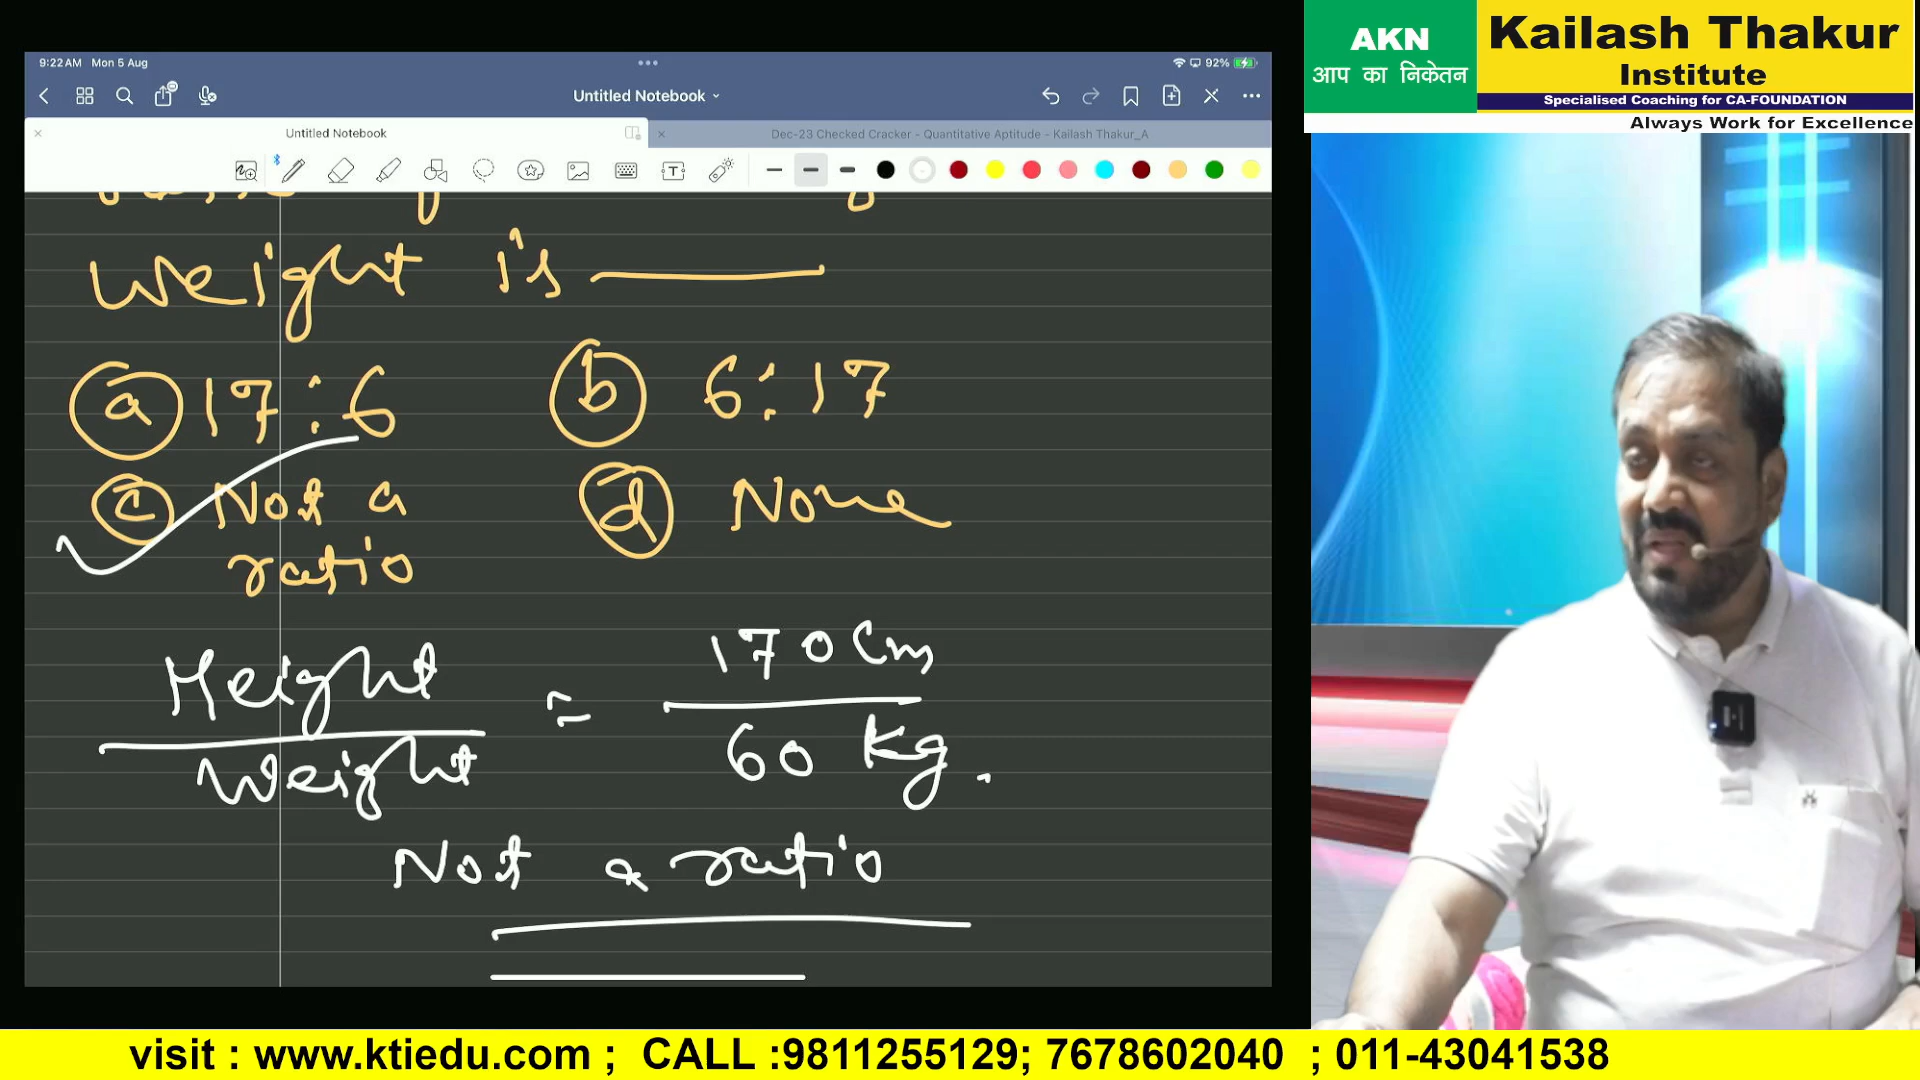 9:22AM Mon 5 Aug
92%
Untitled Notebook
Untitled Notebook
Dec-23 Checked Cracker - Quantitative Aptitude - Kailash Thakur_A
Weight is
(a) 17:6 (b) 6:17
(c) Not a ratio (d) None
Height / Weight = 170 Cm / 60 Kg.
Not a ratio
AKN
आप का निकेतन
Kailash Thakur
Institute
Specialised Coaching for CA-FOUNDATION
Always Work for Excellence
visit : www.ktiedu.com ; CALL :9811255129; 7678602040 ; 011-43041538